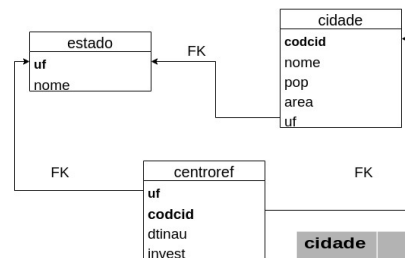 estado
uf
nome
FK
cidade
codcid
nome
pop
area
uf
FK
FK
centroref
uf
codcid
dtinau
invest
cidade